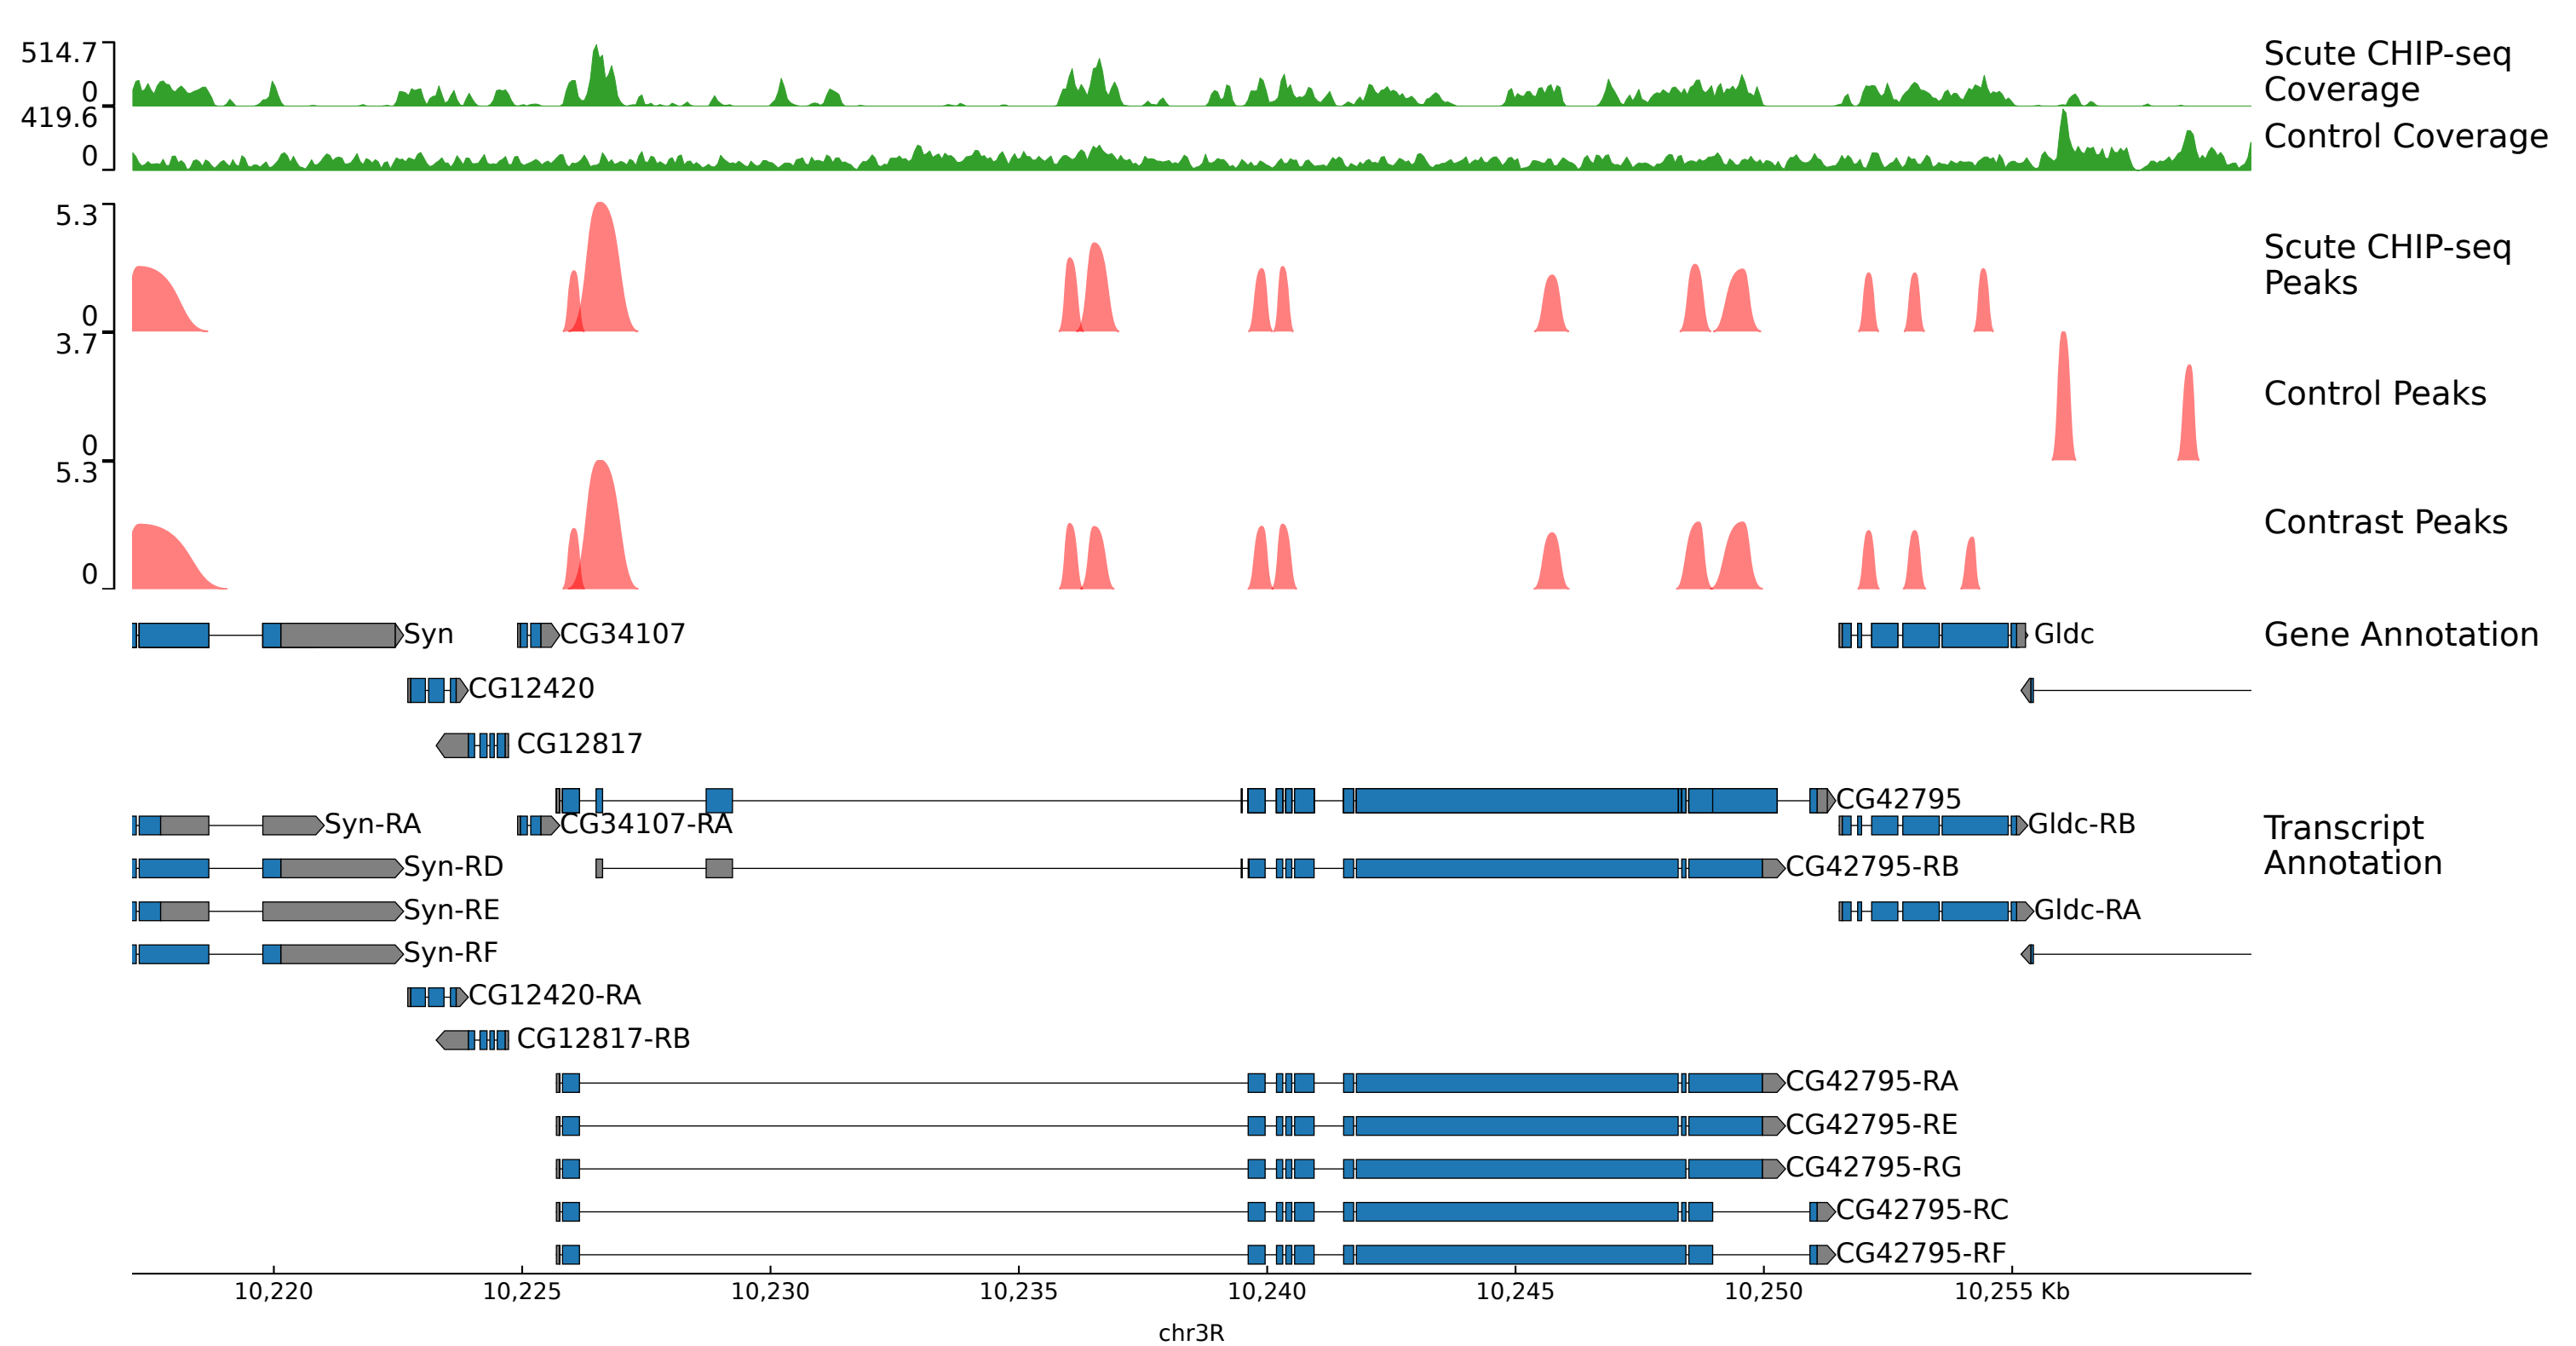 514.7
0
Scute CHIP-seq
Coverage
419.6
0
Control Coverage
5.3
0
Scute CHIP-seq
Peaks
3.7
0
Control Peaks
5.3
0
Contrast Peaks
Syn
CG34107
Gldc
Gene Annotation
CG12420
CG12817
CG42795
Syn-RA
CG34107-RA
Gldc-RB
Transcript
Annotation
Syn-RD
CG42795-RB
Syn-RE
Gldc-RA
Syn-RF
CG12420-RA
CG12817-RB
CG42795-RA
CG42795-RE
CG42795-RG
CG42795-RC
CG42795-RF
10,220 10,225 10,230 10,235 10,240 10,245 10,250 10,255 Kb
chr3R